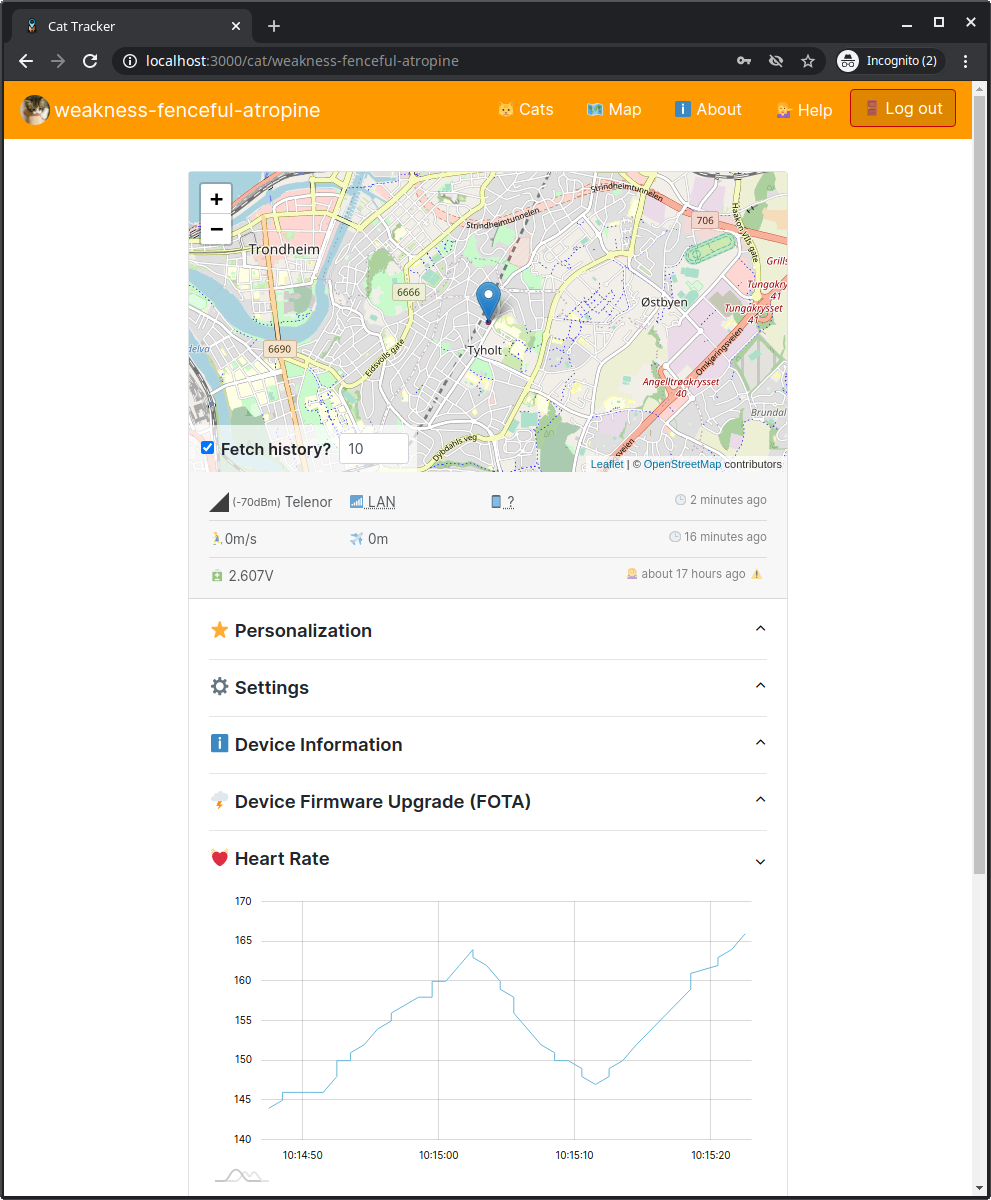 Cat Tracker
localhost:3000/cat/weakness-fenceful-atropine
Incognito (2)
weakness-fenceful-atropine
Cats
Map
About
Help
Log out
+
−
Strindheimtunnelen
Strindheimtunnelen
706
Haakon VIIs gate
Trondheim
Grills
6666
Østbyen
Tungakry
41
Tungakrysset
41
6690
Tyholt
Eidsvolls gate
Omkjøringsveien
Angelltrøakrysset
40
Brundal
delva
Dybdahls veg
sveien
Fetch history? 10
Leaflet | © OpenStreetMap contributors
(-70dBm) Telenor LAN ? 2 minutes ago
0m/s 0m 16 minutes ago
2.607V about 17 hours ago
Personalization
Settings
Device Information
Device Firmware Upgrade (FOTA)
Heart Rate
170
165
160
155
150
145
140
10:14:50 10:15:00 10:15:10 10:15:20